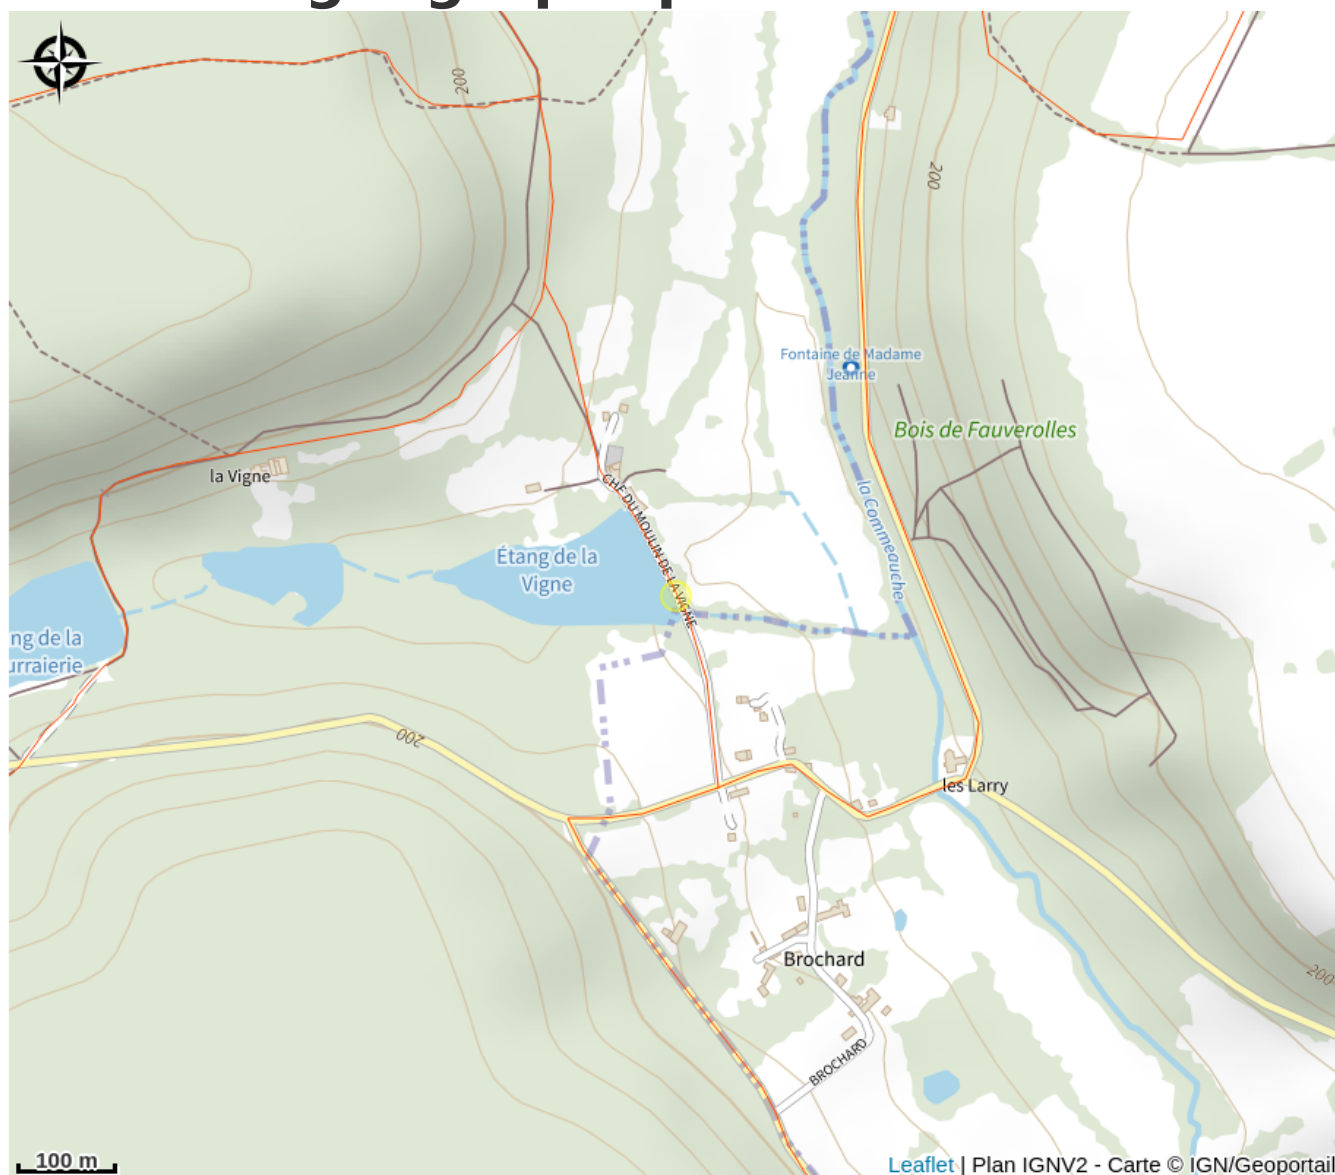 200
200
Fontaine de Madame
Jeanne
Bois de Fauverolles
la Vigne
CHE DU MOULIN DE LA VIGNE
la Commeauche
Étang de la
Vigne
ng de la
urraierie
200
les Larry
Brochard
200
BROCHARD
100 m
Leaflet | Plan IGNV2 - Carte © IGN/Geoportail